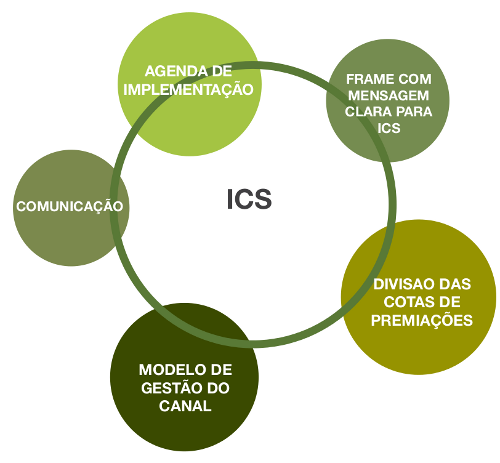 AGENDA DE
IMPLEMENTAÇÃO
FRAME COM
MENSAGEM
CLARA PARA
ICS
COMUNICAÇÃO
ICS
DIVISAO DAS
COTAS DE
PREMIAÇÕES
MODELO DE
GESTÃO DO
CANAL